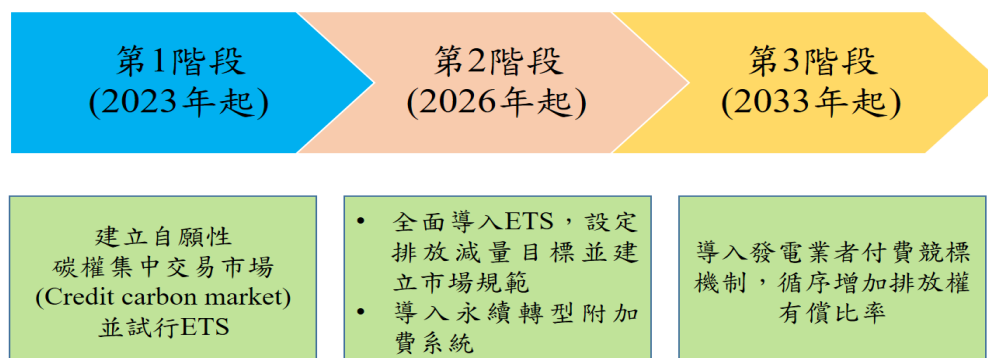 第1階段
(2023年起)
第2階段
(2026年起)
第3階段
(2033年起)
建立自願性
碳權集中交易市場
(Credit carbon market)
並試行ETS
• 全面導入ETS，設定
排放減量目標並建
立市場規範
• 導入永續轉型附加
費系統
導入發電業者付費競標
機制，循序增加排放權
有償比率